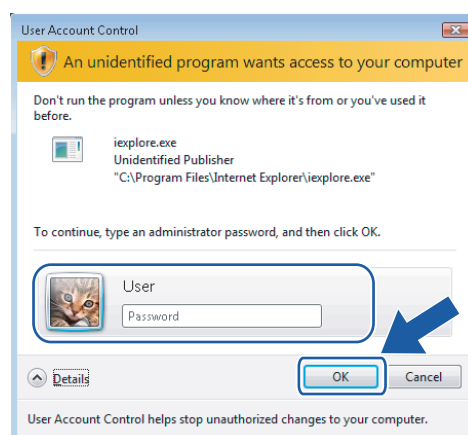 User Account Control
An unidentified program wants access to your computer
Don't run the program unless you know where it's from or you've used it
before.
iexplore.exe
Unidentified Publisher
"C:\Program Files\Internet Explorer\iexplore.exe"
To continue, type an administrator password, and then click OK.
User
Password
Details
OK
Cancel
User Account Control helps stop unauthorized changes to your computer.